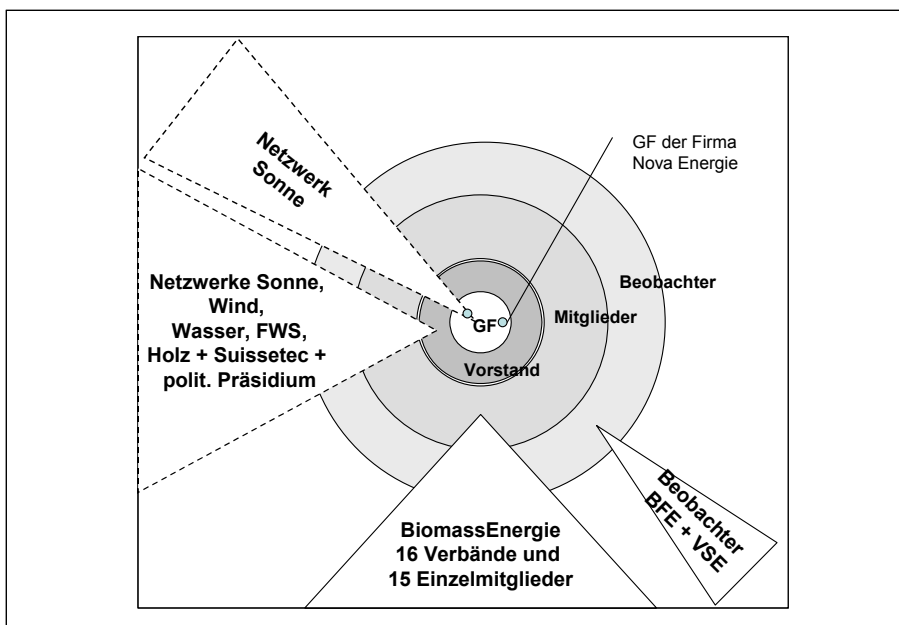 Netzwerk
Sonne
GF der Firma
Nova Energie
Netzwerke Sonne,
Wind,
Wasser, FWS,
Holz + Suissetec +
polit. Präsidium
Beobachter
Mitglieder
GF
Vorstand
BiomassEnergie
16 Verbände und
15 Einzelmitglieder
Beobachter
BFE + VSE